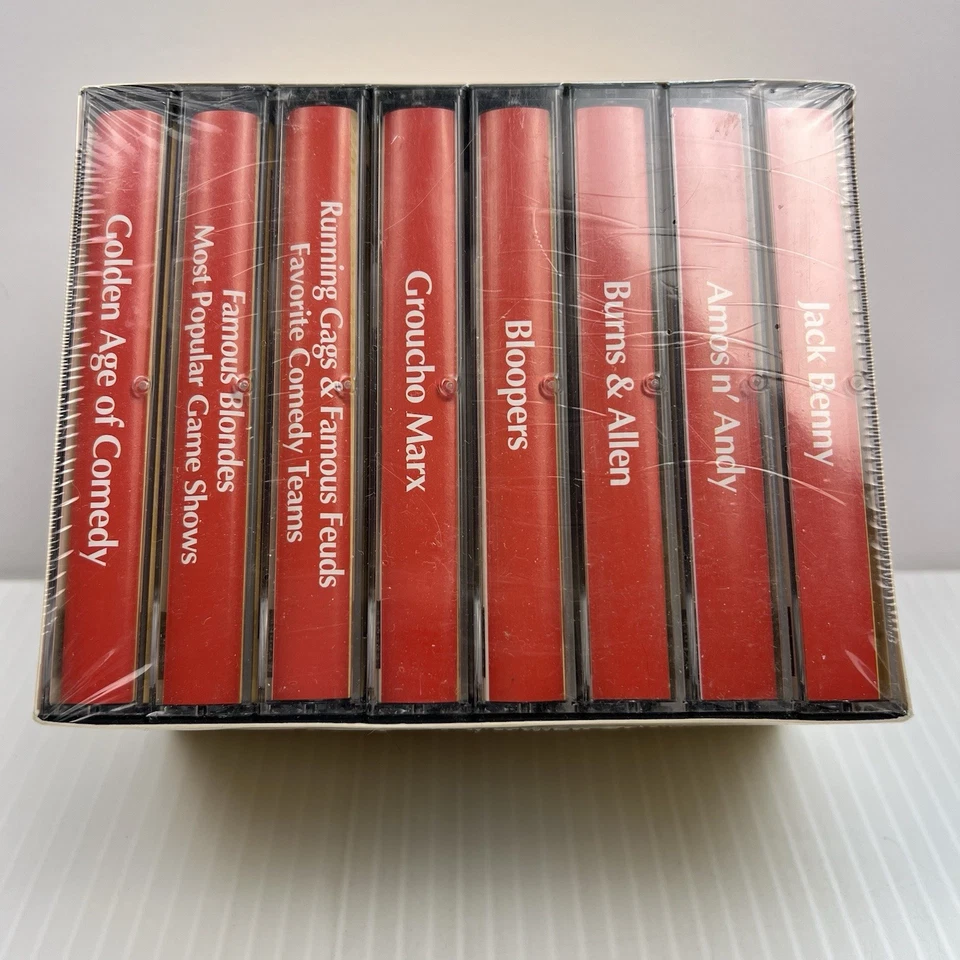 Golden Age of Comedy
Famous Blondes
Most Popular Game Shows
Running Gags & Famous Feuds
Favorite Comedy Teams
Groucho Marx
Bloopers
Burns & Allen
Amos n' Andy
Jack Benny